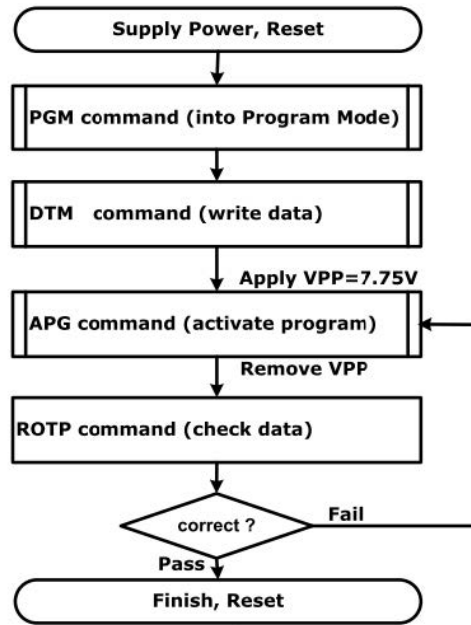 Supply Power, Reset
PGM command (into Program Mode)
DTM command (write data)
Apply VPP=7.75V
APG command (activate program)
Remove VPP
ROTP command (check data)
correct ?
Fail
Pass
Finish, Reset